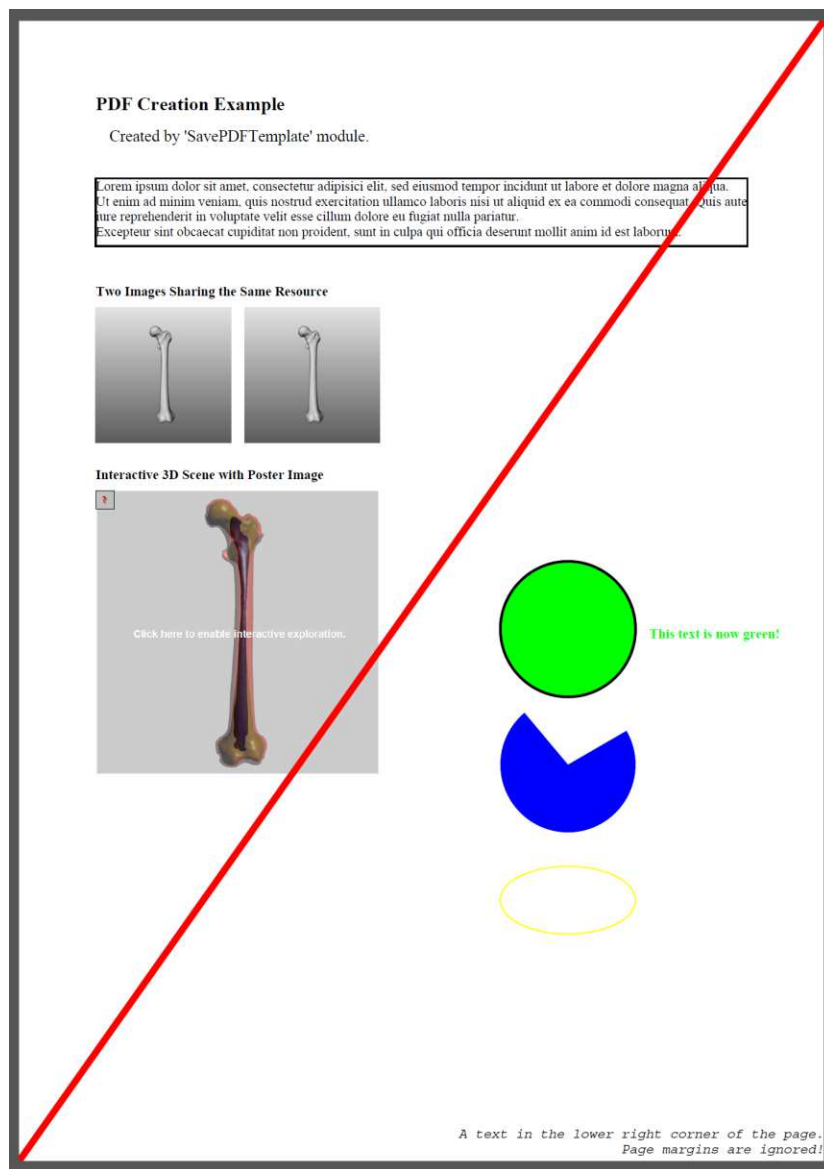 PDF Creation Example
Created by 'SavePDFTemplate' module.
Lorem ipsum dolor sit amet, consectetur adipisici elit, sed eiusmod tempor incidunt ut labore et dolore magna aliqua.
Ut enim ad minim veniam, quis nostrud exercitation ullamco laboris nisi ut aliquid ex ea commodi consequat. Quis aute
iure reprehenderit in voluptate velit esse cillum dolore eu fugiat nulla pariatur.
Excepteur sint obcaecat cupiditat non proident, sunt in culpa qui officia deserunt mollit anim id est laborum.
Two Images Sharing the Same Resource
Interactive 3D Scene with Poster Image
Click here to enable interactive exploration.
This text is now green!
A text in the lower right corner of the page.
Page margins are ignored!